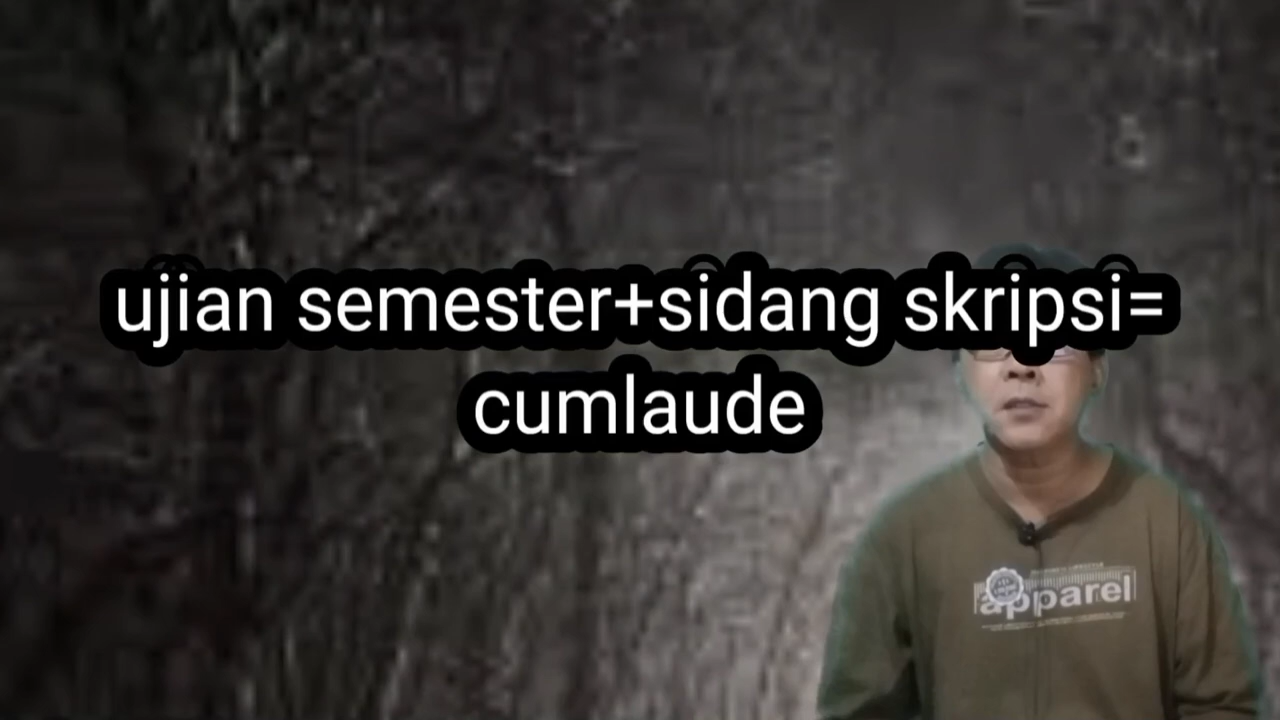 ujian semester+sidang skripsi=
cumlaude
apparel